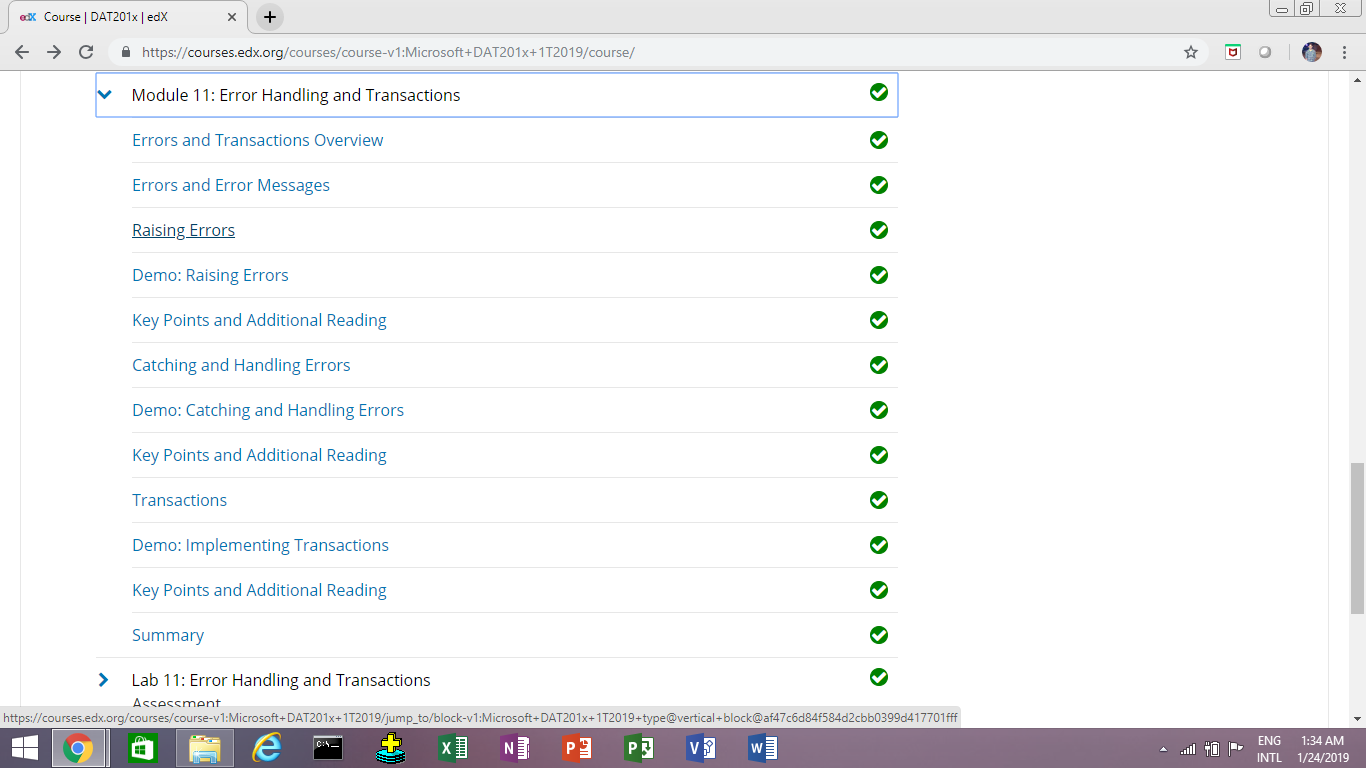 edX Course | DAT201x | edX
https://courses.edx.org/courses/course-v1:Microsoft+DAT201x+1T2019/course/
Module 11: Error Handling and Transactions
Errors and Transactions Overview
Errors and Error Messages
Raising Errors
Demo: Raising Errors
Key Points and Additional Reading
Catching and Handling Errors
Demo: Catching and Handling Errors
Key Points and Additional Reading
Transactions
Demo: Implementing Transactions
Key Points and Additional Reading
Summary
Lab 11: Error Handling and Transactions
Assessment
https://courses.edx.org/courses/course-v1:Microsoft+DAT201x+1T2019/jump_to/block-v1:Microsoft+DAT201x+1T2019+type@vertical+block@af47c6d84f584d2cbb0399d417701fff
ENG 1:34 AM
INTL 1/24/2019